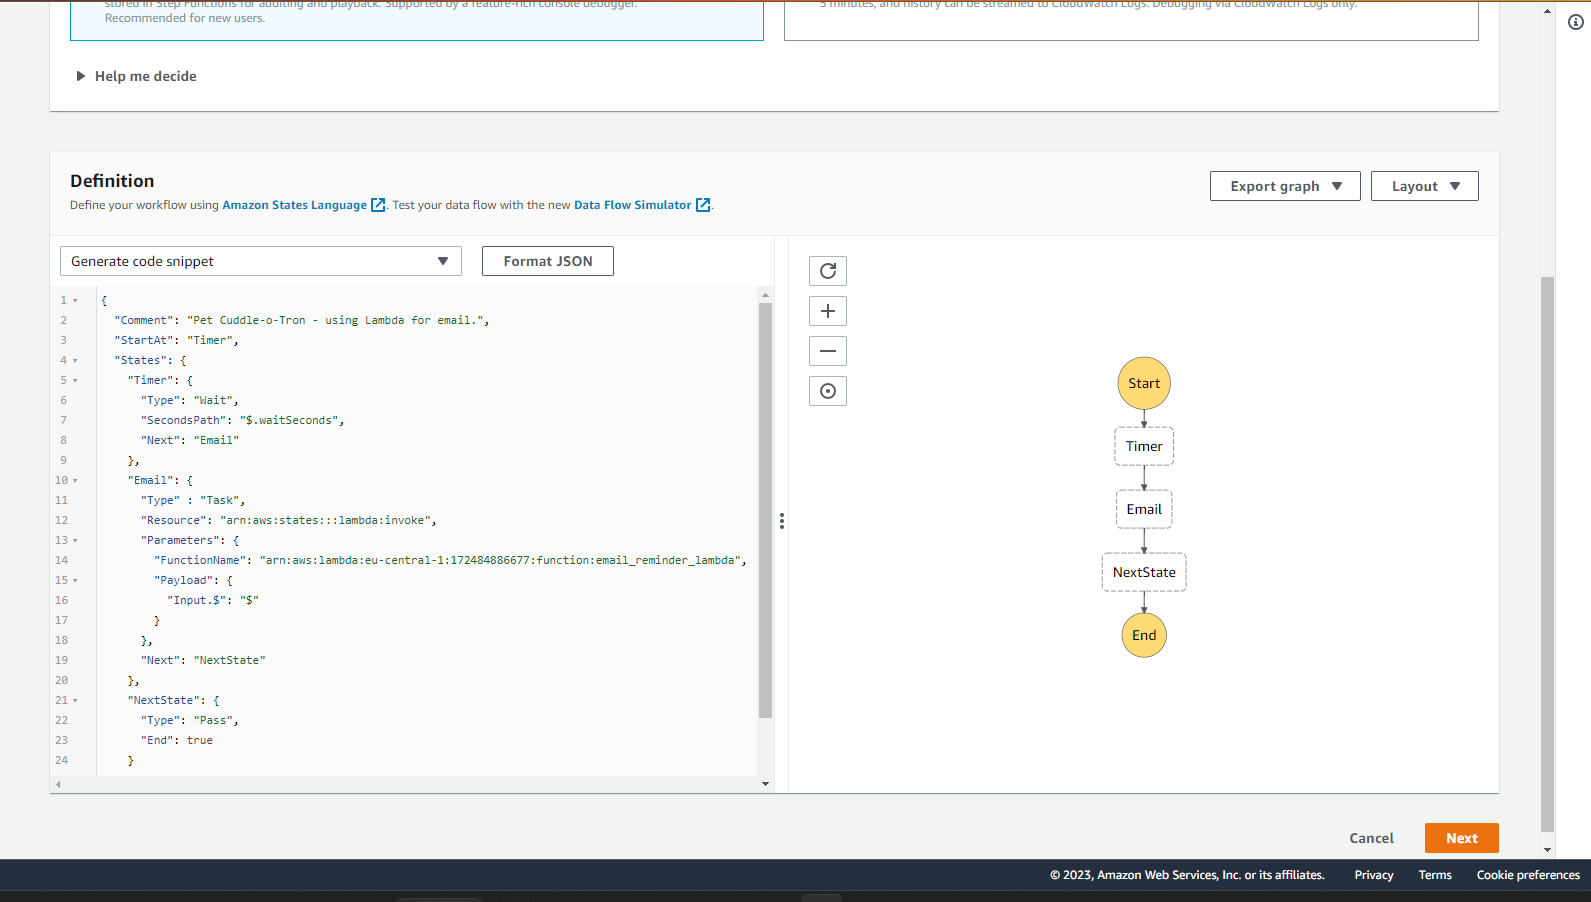 stored in Step Functions for auditing and playback. Supported by a feature-rich console debugger.
Recommended for new users.
5 minutes, and history can be streamed to CloudWatch Logs. Debugging via CloudWatch Logs only.
Help me decide
Definition
Define your workflow using Amazon States Language. Test your data flow with the new Data Flow Simulator.
Export graph
Layout
Generate code snippet
Format JSON
1 {
2 "Comment": "Pet Cuddle-o-Tron - using Lambda for email.",
3 "StartAt": "Timer",
4 "States": {
5 "Timer": {
6 "Type": "Wait",
7 "SecondsPath": "$.waitSeconds",
8 "Next": "Email"
9 },
10 "Email": {
11 "Type" : "Task",
12 "Resource": "arn:aws:states:::lambda:invoke",
13 "Parameters": {
14 "FunctionName": "arn:aws:lambda:eu-central-1:172484886677:function:email_reminder_lambda",
15 "Payload": {
16 "Input.$": "$"
17 }
18 },
19 "Next": "NextState"
20 },
21 "NextState": {
22 "Type": "Pass",
23 "End": true
24 }
Start
Timer
Email
NextState
End
Cancel
Next
© 2023, Amazon Web Services, Inc. or its affiliates.
Privacy
Terms
Cookie preferences